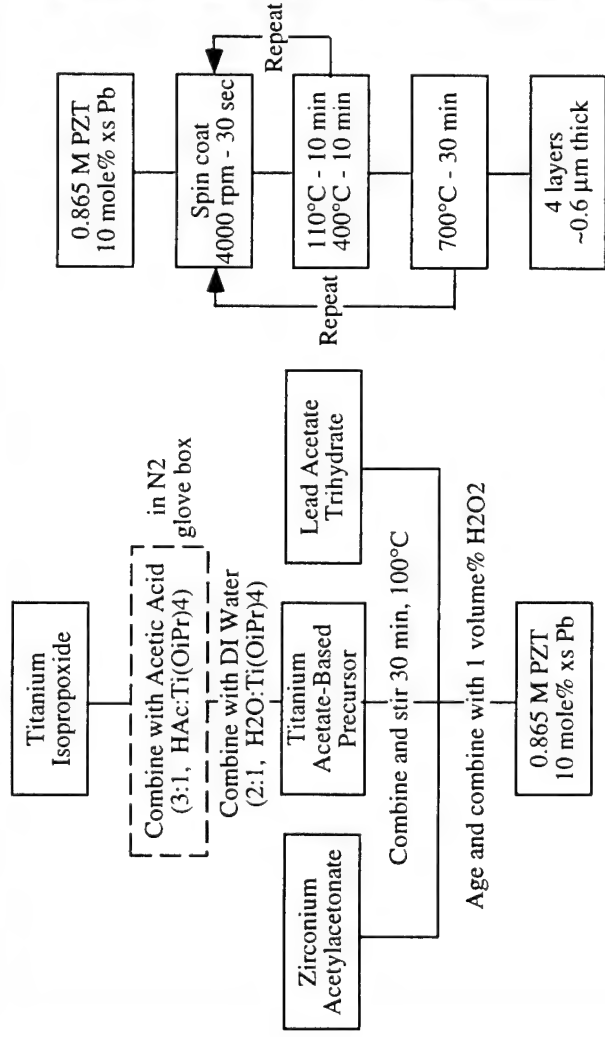 Titanium
Isopropoxide
Combine with Acetic Acid
(3:1, HAc:Ti(OiPr)4)
in N2
glove box
Combine with DI Water
(2:1, H2O:Ti(OiPr)4)
Zirconium
Acetylacetonate
Titanium
Acetate-Based
Precursor
Lead Acetate
Trihydrate
Combine and stir 30 min, 100°C
Age and combine with 1 volume% H2O2
0.865 M PZT
10 mole% xs Pb
0.865 M PZT
10 mole% xs Pb
Spin coat
4000 rpm - 30 sec
Repeat
110°C - 10 min
400°C - 10 min
Repeat
700°C - 30 min
4 layers
~0.6 µm thick